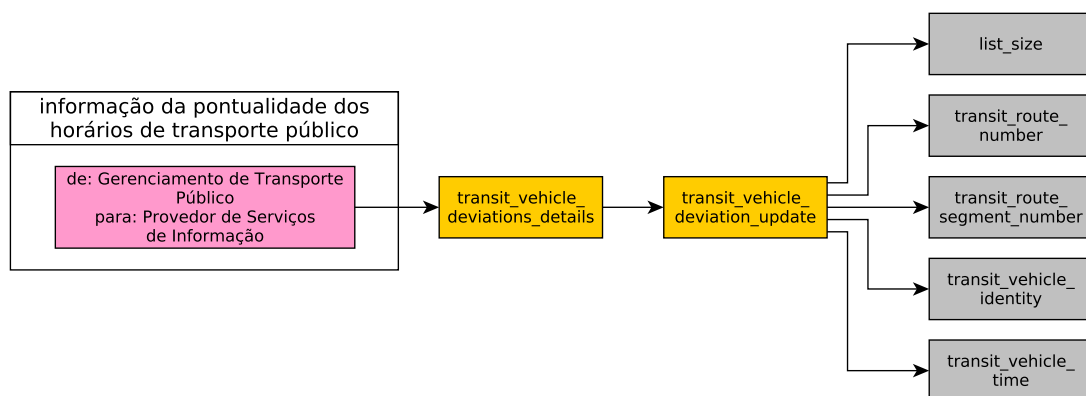 informação da pontualidade dos
horários de transporte público
de: Gerenciamento de Transporte
Público
para: Provedor de Serviços
de Informação
transit_vehicle_
deviations_details
transit_vehicle_
deviation_update
list_size
transit_route_
number
transit_route_
segment_number
transit_vehicle_
identity
transit_vehicle_
time